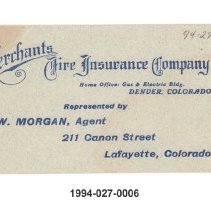 94-27
Merchants
Fire Insurance Company
Home Office: Gas & Electric Bldg.
DENVER, COLORADO
Represented by
W. MORGAN, Agent
211 Canon Street
Lafayette, Colorado
1994-027-0006